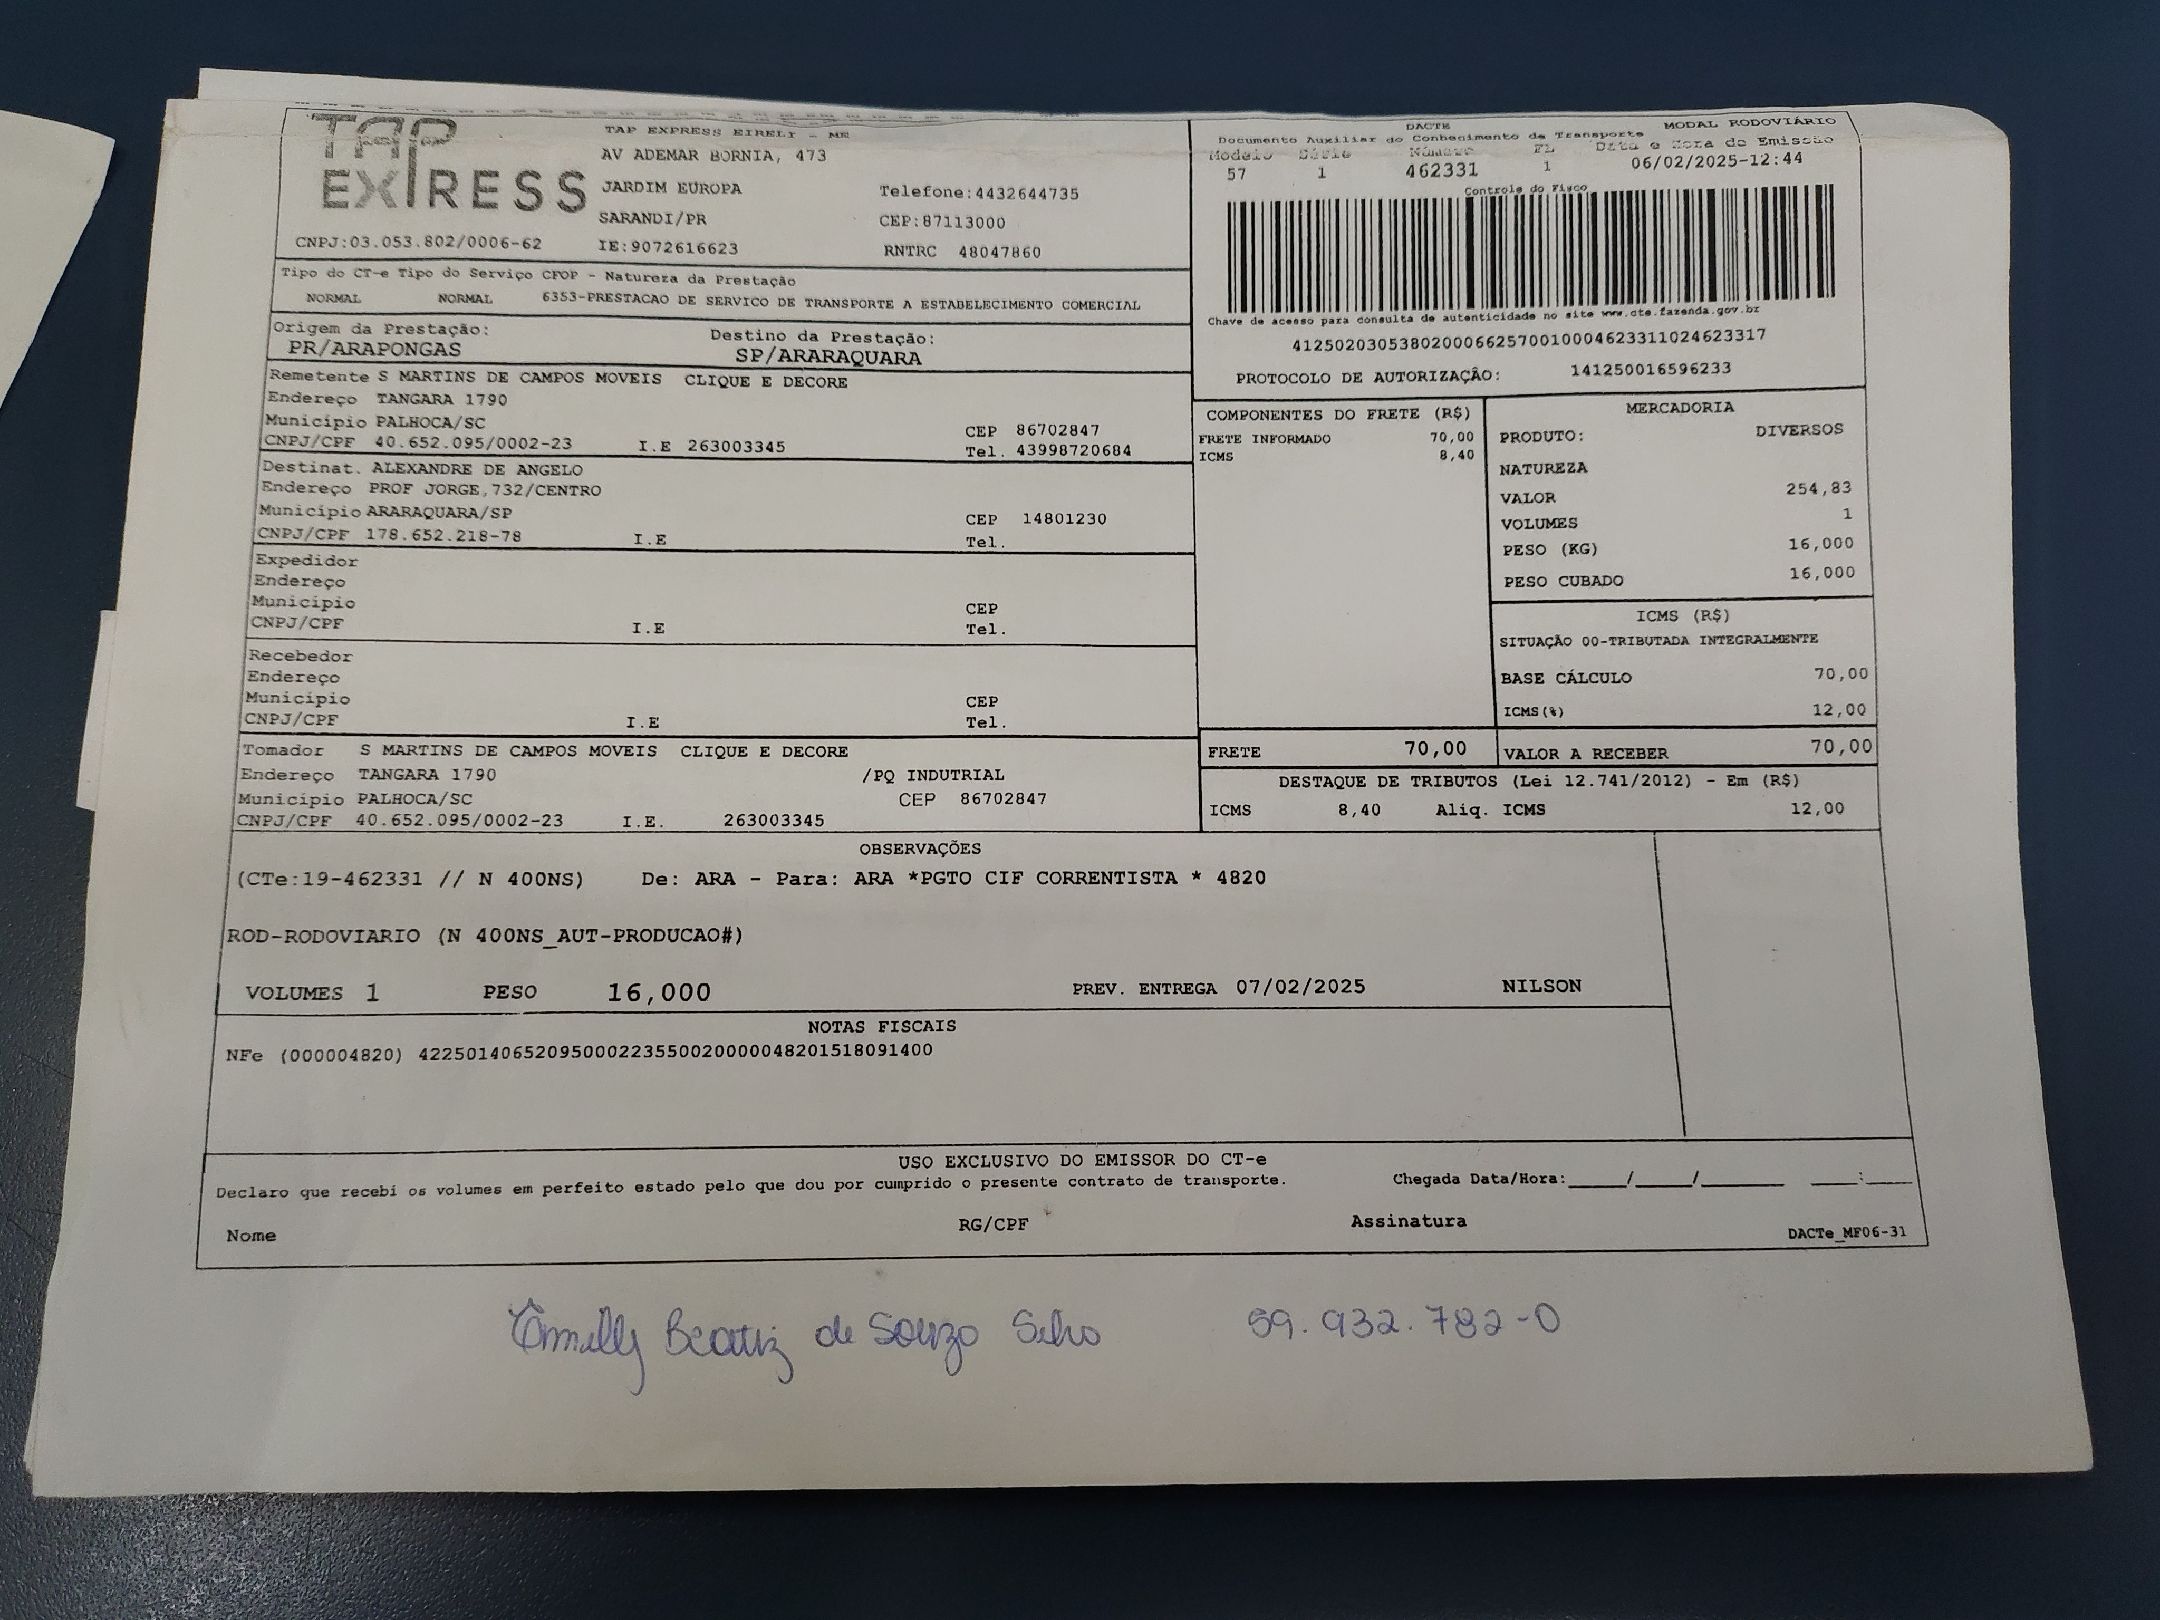 TAP EXPRESS
TAP EXPRESS EIRELI - ME
AV ADEMAR BORNIA, 473
JARDIM EUROPA Telefone:4432644735
SARANDI/PR CEP:87113000
CNPJ:03.053.802/0006-62 IE:9072616623 RNTRC 48047860
DACTE MODAL RODOVIÁRIO
Documento Auxiliar do Conhecimento de Transporte
Modelo Série Número FL Data e Hora de Emissão
57 1 462331 1 06/02/2025-12:44
Controle do Fisco
Chave de acesso para consulta de autenticidade no site www.cte.fazenda.gov.br
41250203053802000662570010004623311024623317
PROTOCOLO DE AUTORIZAÇÃO: 141250016596233
Tipo do CT-e Tipo do Serviço CFOP - Natureza da Prestação
NORMAL NORMAL 6353-PRESTACAO DE SERVICO DE TRANSPORTE A ESTABELECIMENTO COMERCIAL
Origem da Prestação: Destino da Prestação:
PR/ARAPONGAS SP/ARARAQUARA
Remetente S MARTINS DE CAMPOS MOVEIS CLIQUE E DECORE
Endereço TANGARA 1790
Município PALHOCA/SC CEP 86702847
CNPJ/CPF 40.652.095/0002-23 I.E 263003345 Tel. 43998720684
Destinat. ALEXANDRE DE ANGELO
Endereço PROF JORGE,732/CENTRO
Município ARARAQUARA/SP CEP 14801230
CNPJ/CPF 178.652.218-78 I.E Tel.
Expedidor
Endereço
Município CEP
CNPJ/CPF I.E Tel.
Recebedor
Endereço
Município CEP
CNPJ/CPF I.E Tel.
Tomador S MARTINS DE CAMPOS MOVEIS CLIQUE E DECORE
Endereço TANGARA 1790 /PQ INDUTRIAL
Município PALHOCA/SC CEP 86702847
CNPJ/CPF 40.652.095/0002-23 I.E. 263003345
COMPONENTES DO FRETE (R$)
FRETE INFORMADO 70,00
ICMS 8,40
MERCADORIA
PRODUTO: DIVERSOS
NATUREZA
VALOR 254,83
VOLUMES 1
PESO (KG) 16,000
PESO CUBADO 16,000
ICMS (R$)
SITUAÇÃO 00-TRIBUTADA INTEGRALMENTE
BASE CÁLCULO 70,00
ICMS(%) 12,00
FRETE 70,00 VALOR A RECEBER 70,00
DESTAQUE DE TRIBUTOS (Lei 12.741/2012) - Em (R$)
ICMS 8,40 Aliq. ICMS 12,00
OBSERVAÇÕES
(CTe:19-462331 // N 400NS) De: ARA - Para: ARA *PGTO CIF CORRENTISTA * 4820
ROD-RODOVIARIO (N 400NS_AUT-PRODUCAO#)
VOLUMES 1 PESO 16,000 PREV. ENTREGA 07/02/2025 NILSON
NOTAS FISCAIS
NFe (000004820) 42250140652095000223550020000048201518091400
USO EXCLUSIVO DO EMISSOR DO CT-e
Declaro que recebi os volumes em perfeito estado pelo que dou por cumprido o presente contrato de transporte. Chegada Data/Hora:_____/_____/_______ ____:____
Nome RG/CPF Assinatura DACTe_MF06-31
Êmilly Beatriz de Souza Silva 59.932.782-0